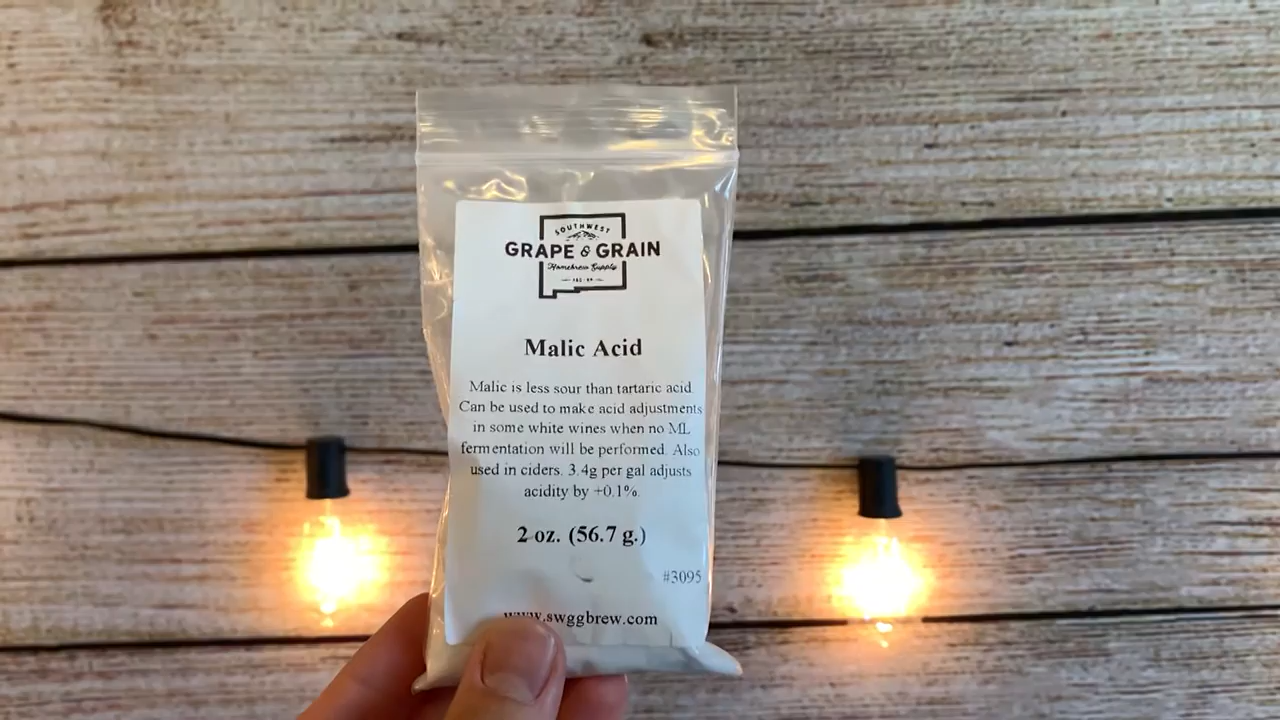 SOUTHWEST
GRAPE & GRAIN
Homebrew Supply
Malic Acid
Malic is less sour than tartaric acid.
Can be used to make acid adjustments
in some white wines when no ML
fermentation will be performed. Also
used in ciders. 3.4g per gal adjusts
acidity by +0.1%.
2 oz. (56.7 g.)
#3095
www.swggbrew.com